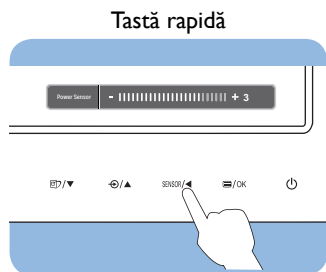 Tastă rapidă
Power Sensor - + 3
/▼ /▲ SENSOR/◄ /OK